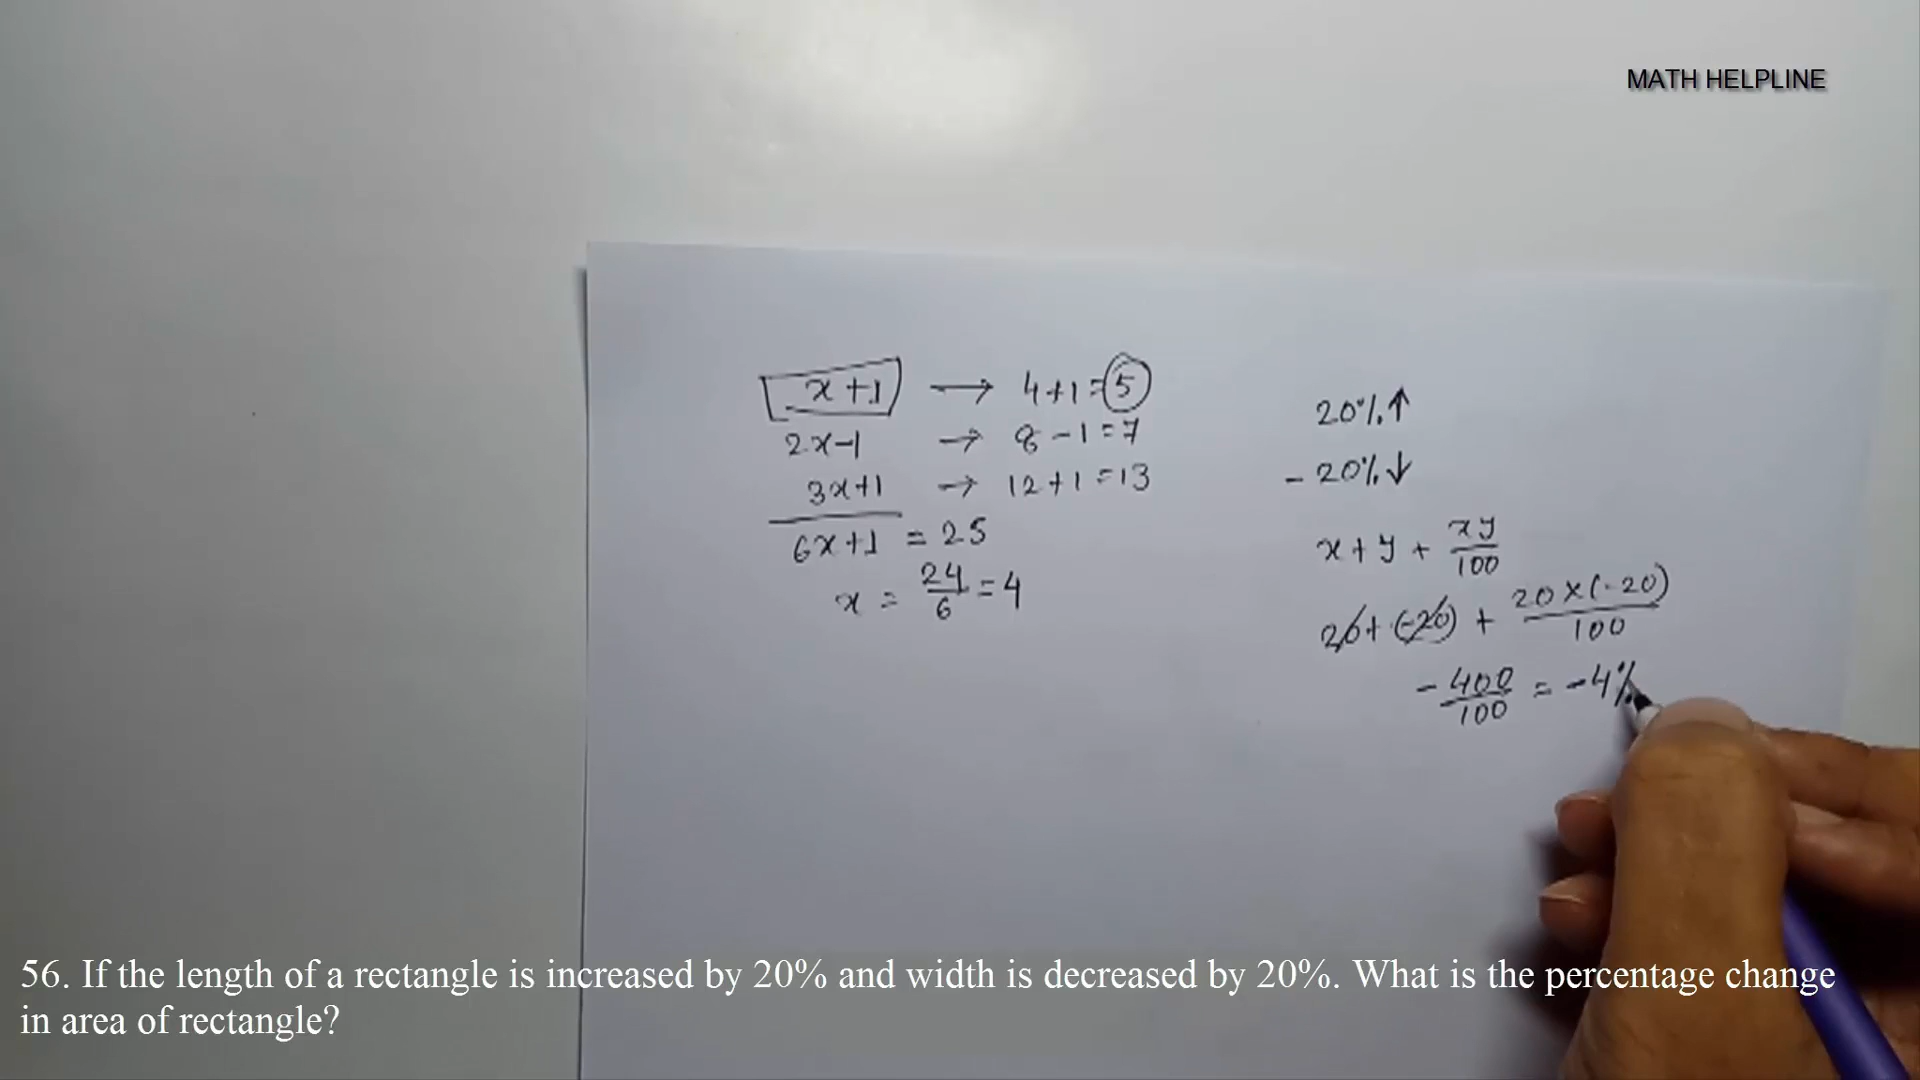 MATH HELPLINE
x+1 → 4+1=5
2x-1 → 8-1=7
3x+1 → 12+1=13
6x+1 = 25
x = 24/6 = 4
20%↑
-20%↓
x+y+ xy/100
20+(-20) + 20×(-20)/100
-400/100 = -4%
56. If the length of a rectangle is increased by 20% and width is decreased by 20%. What is the percentage change
in area of rectangle?